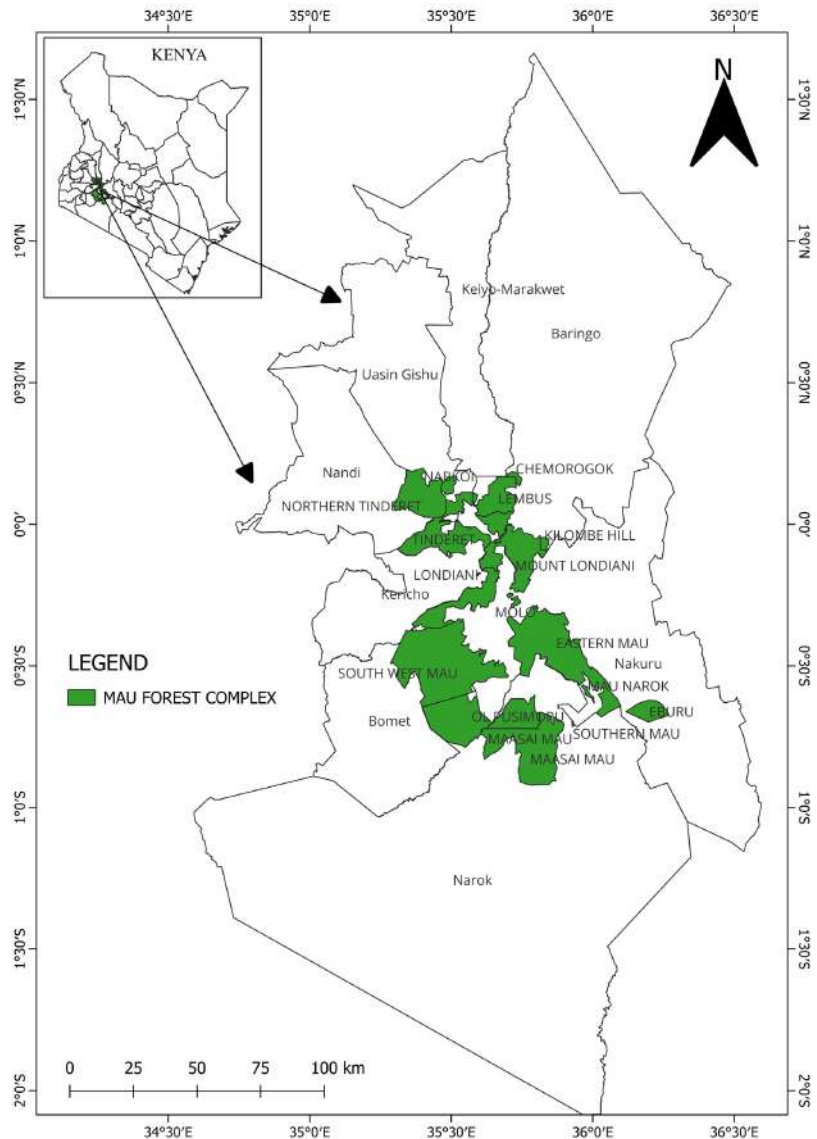 34°30'E 35°0'E 35°30'E 36°0'E 36°30'E
KENYA
N
1°30'N 1°30'N
1°0'N 1°0'N
Keiyo-Marakwet
Baringo
Uasin Gishu
0°30'N 0°30'N
Nandi
NABKOI
CHEMOROGOK
LEMBUS
NORTHERN TINDERET
0°0' 0°0'
TINDERET
KILOMBE HILL
MOUNT LONDIANI
LONDIANI
Kericho
MOLO
EASTERN MAU
Nakuru
0°30'S 0°30'S
LEGEND
MAU FOREST COMPLEX
SOUTH WEST MAU
MAU NAROK
EBURU
Bomet
OL PUSIMORU
SOUTHERN MAU
MAASAI MAU
MAASAI MAU
1°0'S 1°0'S
Narok
1°30'S 1°30'S
0 25 50 75 100 km
2°0'S 2°0'S
34°30'E 35°0'E 35°30'E 36°0'E 36°30'E